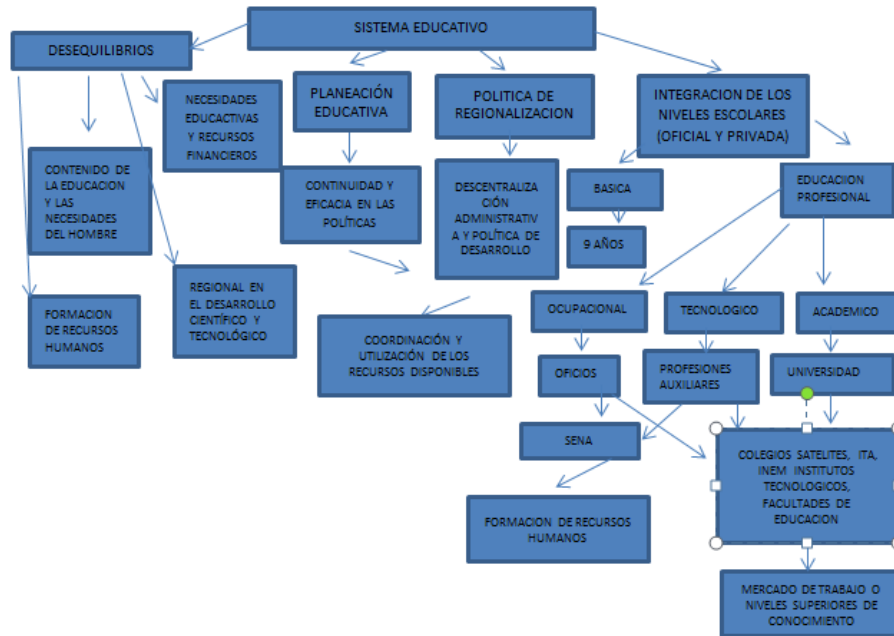 SISTEMA EDUCATIVO
DESEQUILIBRIOS
NECESIDADES
EDUCACTIVAS
Y RECURSOS
FINANCIEROS
PLANEACIÓN
EDUCATIVA
POLITICA DE
REGIONALIZACION
INTEGRACION DE LOS
NIVELES ESCOLARES
(OFICIAL Y PRIVADA)
CONTENIDO DE
LA EDUCACION
Y LAS
NECESIDADES
DEL HOMBRE
CONTINUIDAD Y
EFICACIA EN LAS
POLÍTICAS
DESCENTRALIZA
CIÓN
ADMINISTRATIV
A Y POLÍTICA DE
DESARROLLO
BASICA
EDUCACIION
PROFESIONAL
9 AÑOS
FORMACION
DE RECURSOS
HUMANOS
REGIONAL EN
EL DESARROLLO
CIENTÍFICO Y
TECNOLÓGICO
COORDINACIÓN Y
UTILIZACIÓN DE LOS
RECURSOS DISPONIBLES
OCUPACIONAL
TECNOLOGICO
ACADEMICO
OFICIOS
PROFESIONES
AUXILIARES
UNIVERSIDAD
SENA
COLEGIOS SATELITES, ITA,
INEM INSTITUTOS
TECNOLOGICOS,
FACULTADES DE
EDUCACION
FORMACION DE RECURSOS
HUMANOS
MERCADO DE TRABAJO O
NIVELES SUPERIORES DE
CONOCIMIENTO